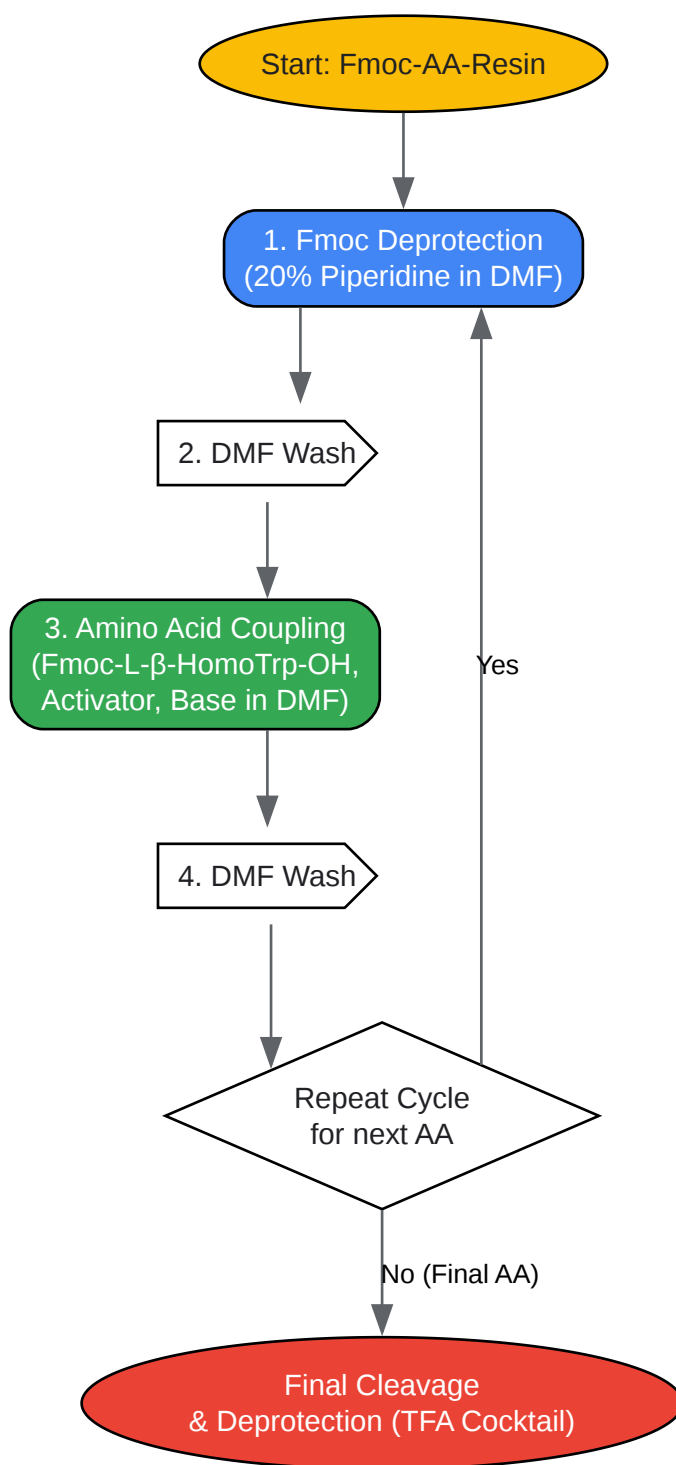 Start: Fmoc-AA-Resin
1. Fmoc Deprotection
(20% Piperidine in DMF)
2. DMF Wash
3. Amino Acid Coupling
(Fmoc-L-β-HomoTrp-OH,
Activator, Base in DMF)
Yes
4. DMF Wash
Repeat Cycle
for next AA
No (Final AA)
Final Cleavage
& Deprotection (TFA Cocktail)